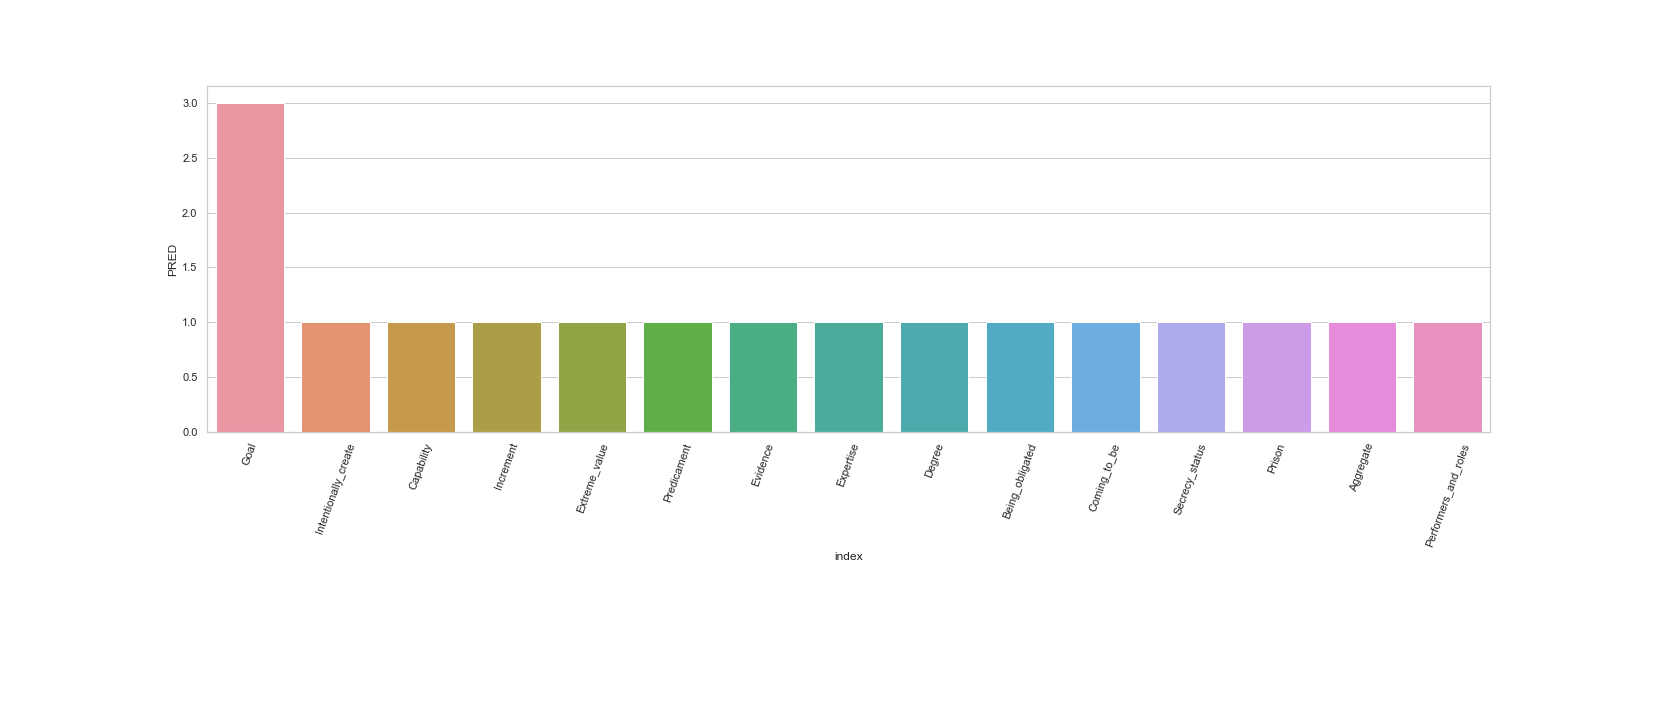 3.0
2.5
2.0
1.5
1.0
0.5
0.0
PRED
Goal
Intentionally_create
Capability
Increment
Extreme_value
Predicament
Evidence
Expertise
Degree
Being_obligated
Coming_to_be
Secrecy_status
Prison
Aggregate
Performers_and_roles
index